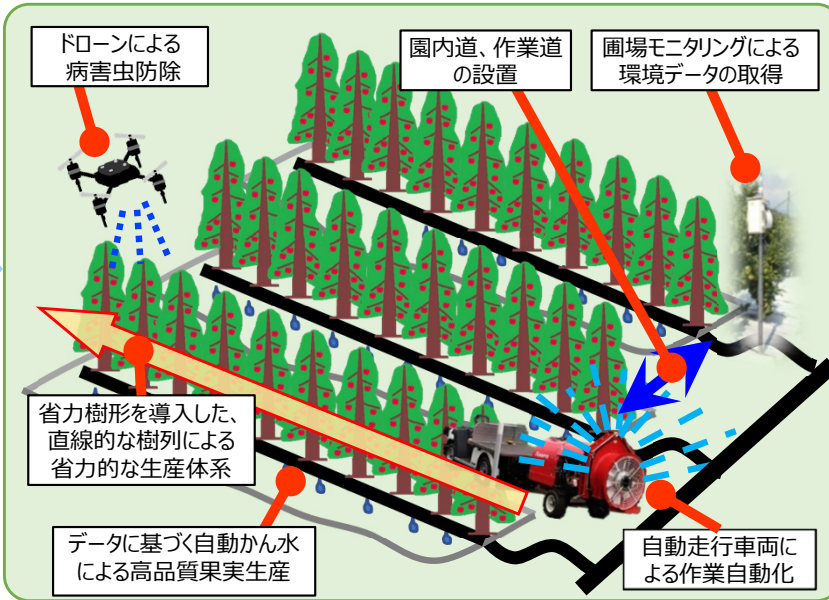 ドローンによる
病害虫防除
園内道、作業道
の設置
圃場モニタリングによる
環境データの取得
省力樹形を導入した、
直線的な樹列による
省力的な生産体系
データに基づく自動かん水
による高品質果実生産
自動走行車両に
よる作業自動化